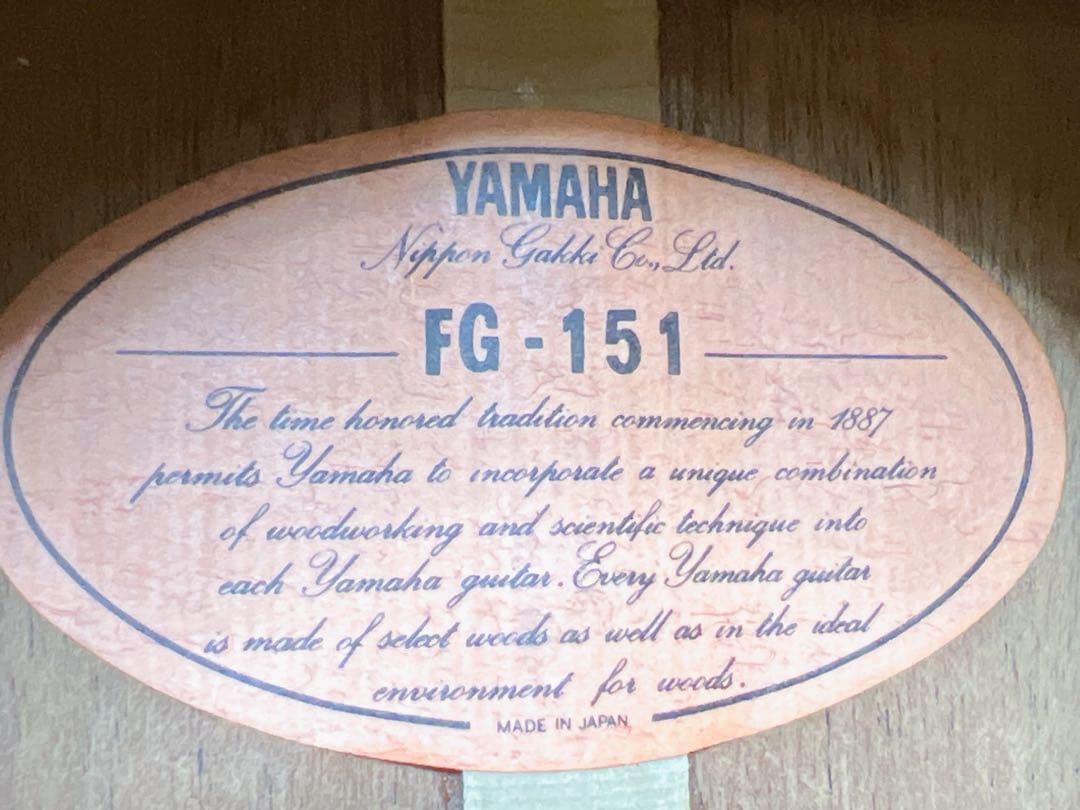 YAMAHA
Nippon Gakki Co., Ltd.
FG-151
The time honored tradition commencing in 1887
permits Yamaha to incorporate a unique combination
of woodworking and scientific technique into
each Yamaha guitar. Every Yamaha guitar
is made of select woods as well as in the ideal
environment for woods.
MADE IN JAPAN